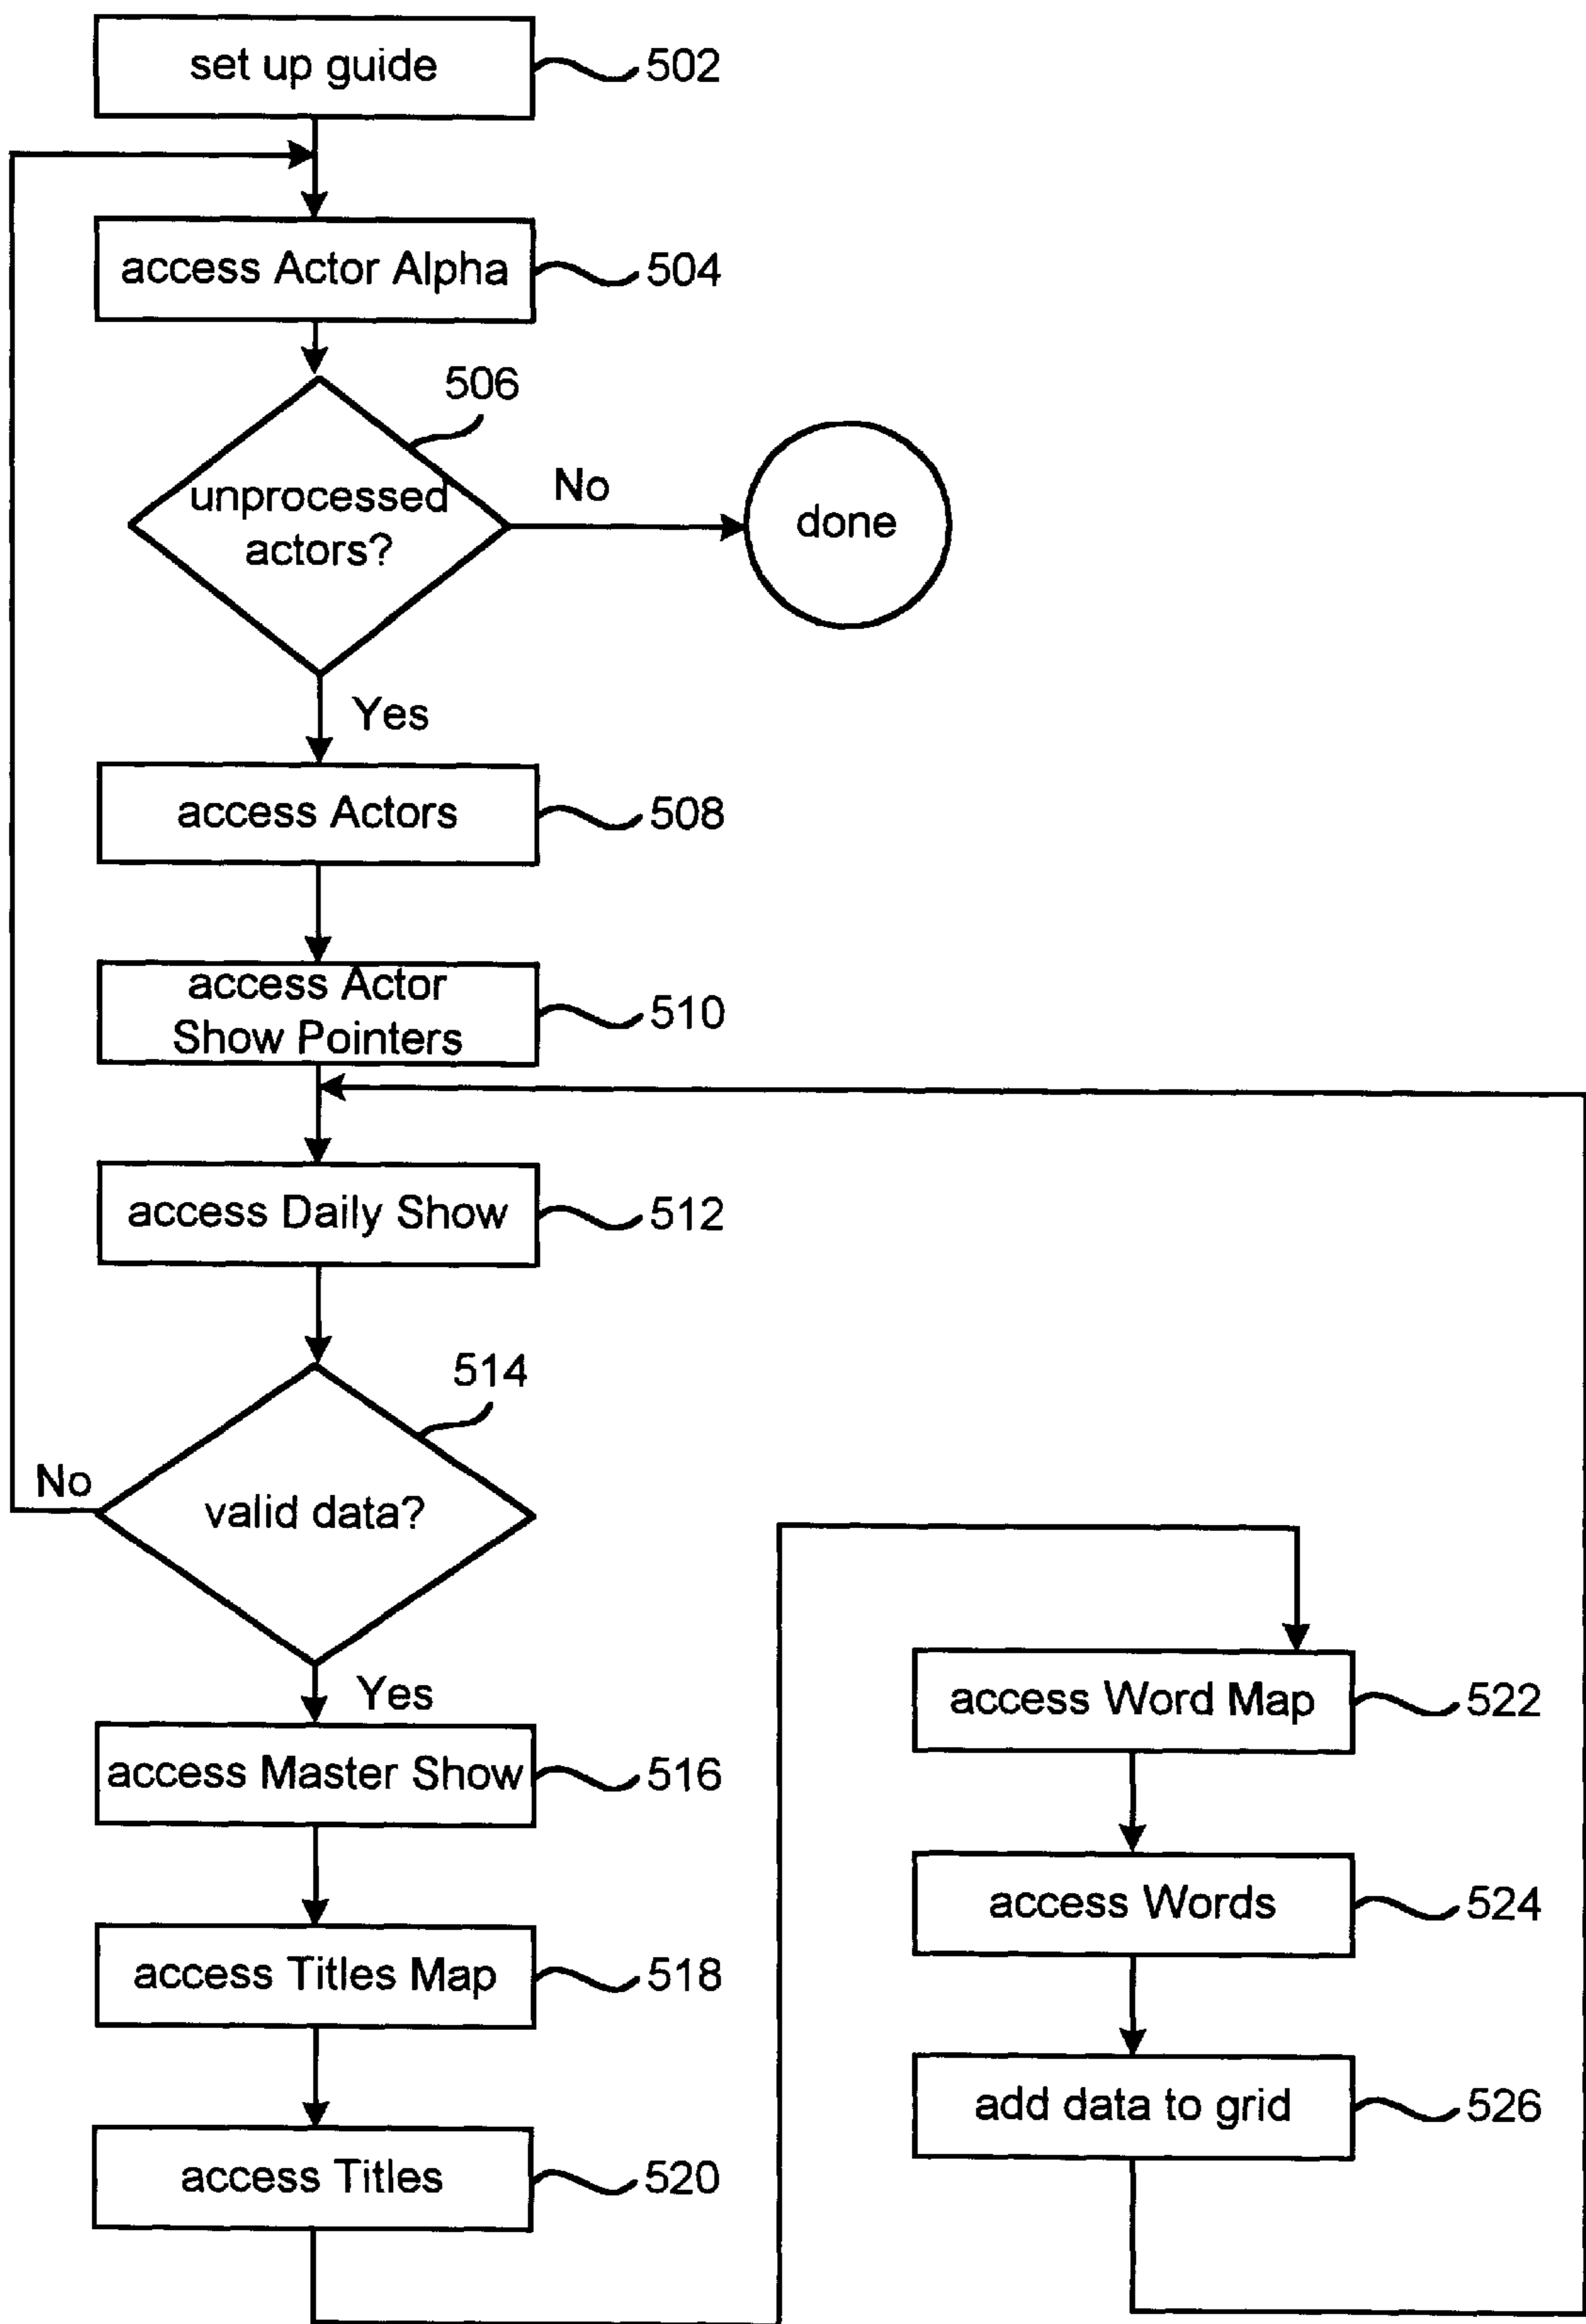 set up guide
502
access Actor Alpha
504
506
unprocessed
actors?
No
done
Yes
access Actors
508
access Actor
Show Pointers
510
access Daily Show
512
514
No
valid data?
Yes
access Master Show
516
access Titles Map
518
access Titles
520
access Word Map
522
access Words
524
add data to grid
526